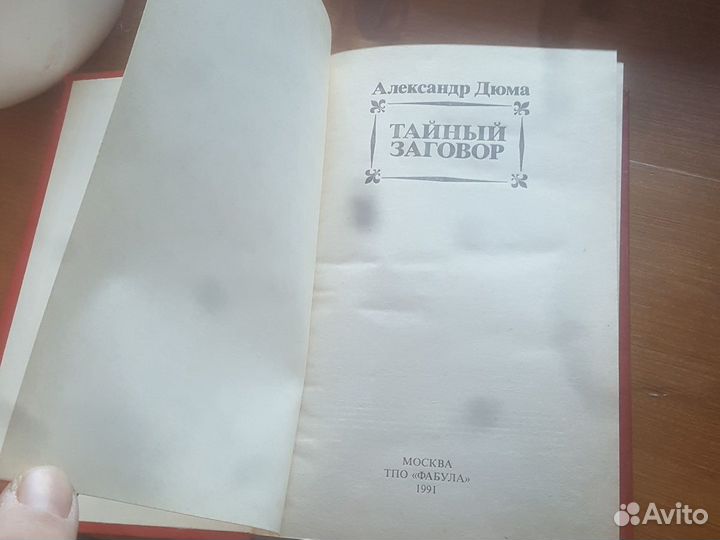 Александр Дюма
ТАЙНЫЙ
ЗАГОВОР
МОСКВА
ТПО «ФАБУЛА»
1991
Avito